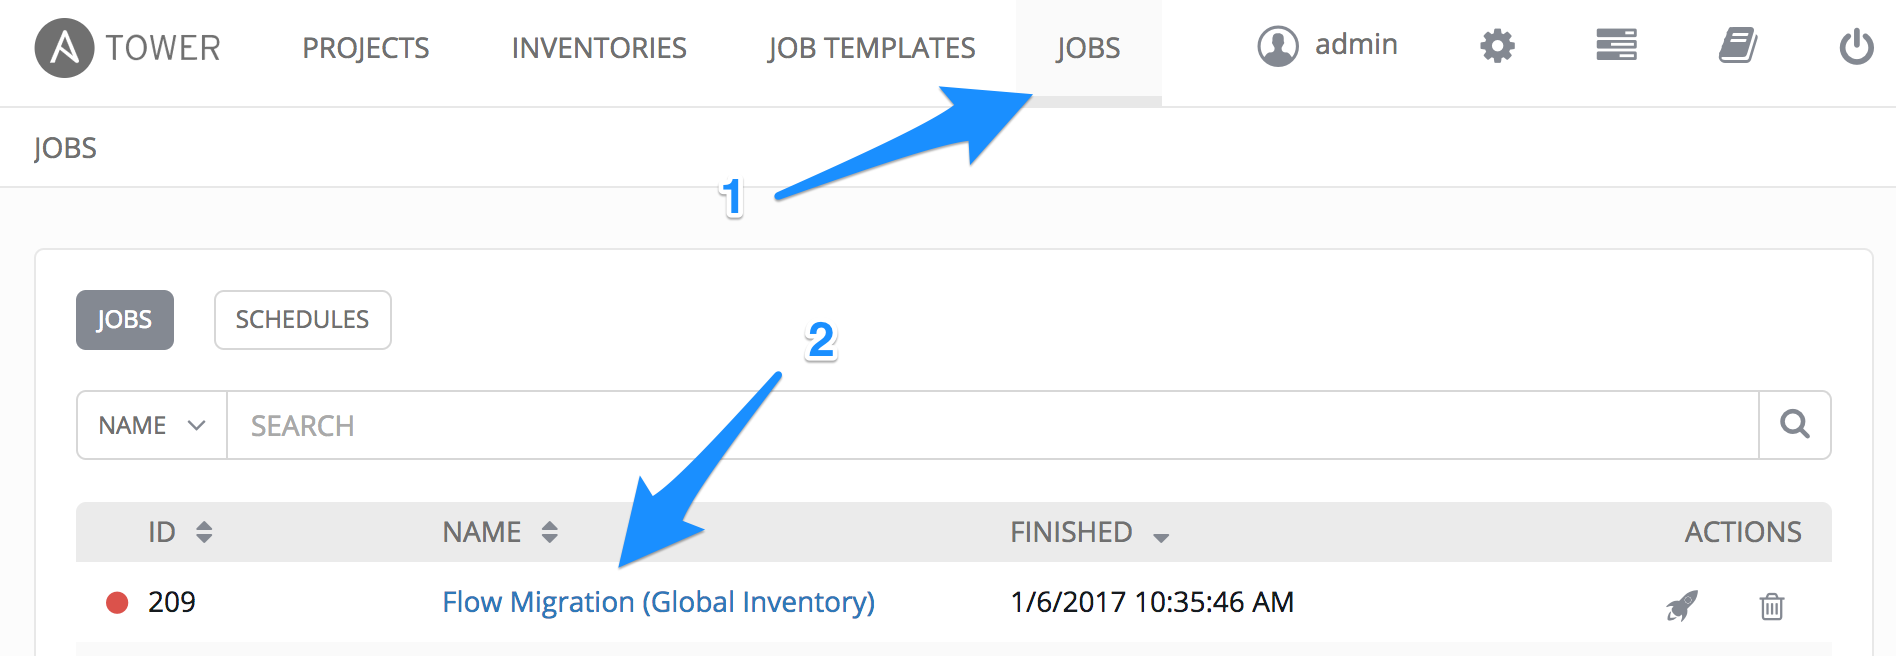 TOWER PROJECTS INVENTORIES JOB TEMPLATES JOBS admin
JOBS
1
JOBS SCHEDULES
2
NAME SEARCH
ID NAME FINISHED ACTIONS
209 Flow Migration (Global Inventory) 1/6/2017 10:35:46 AM